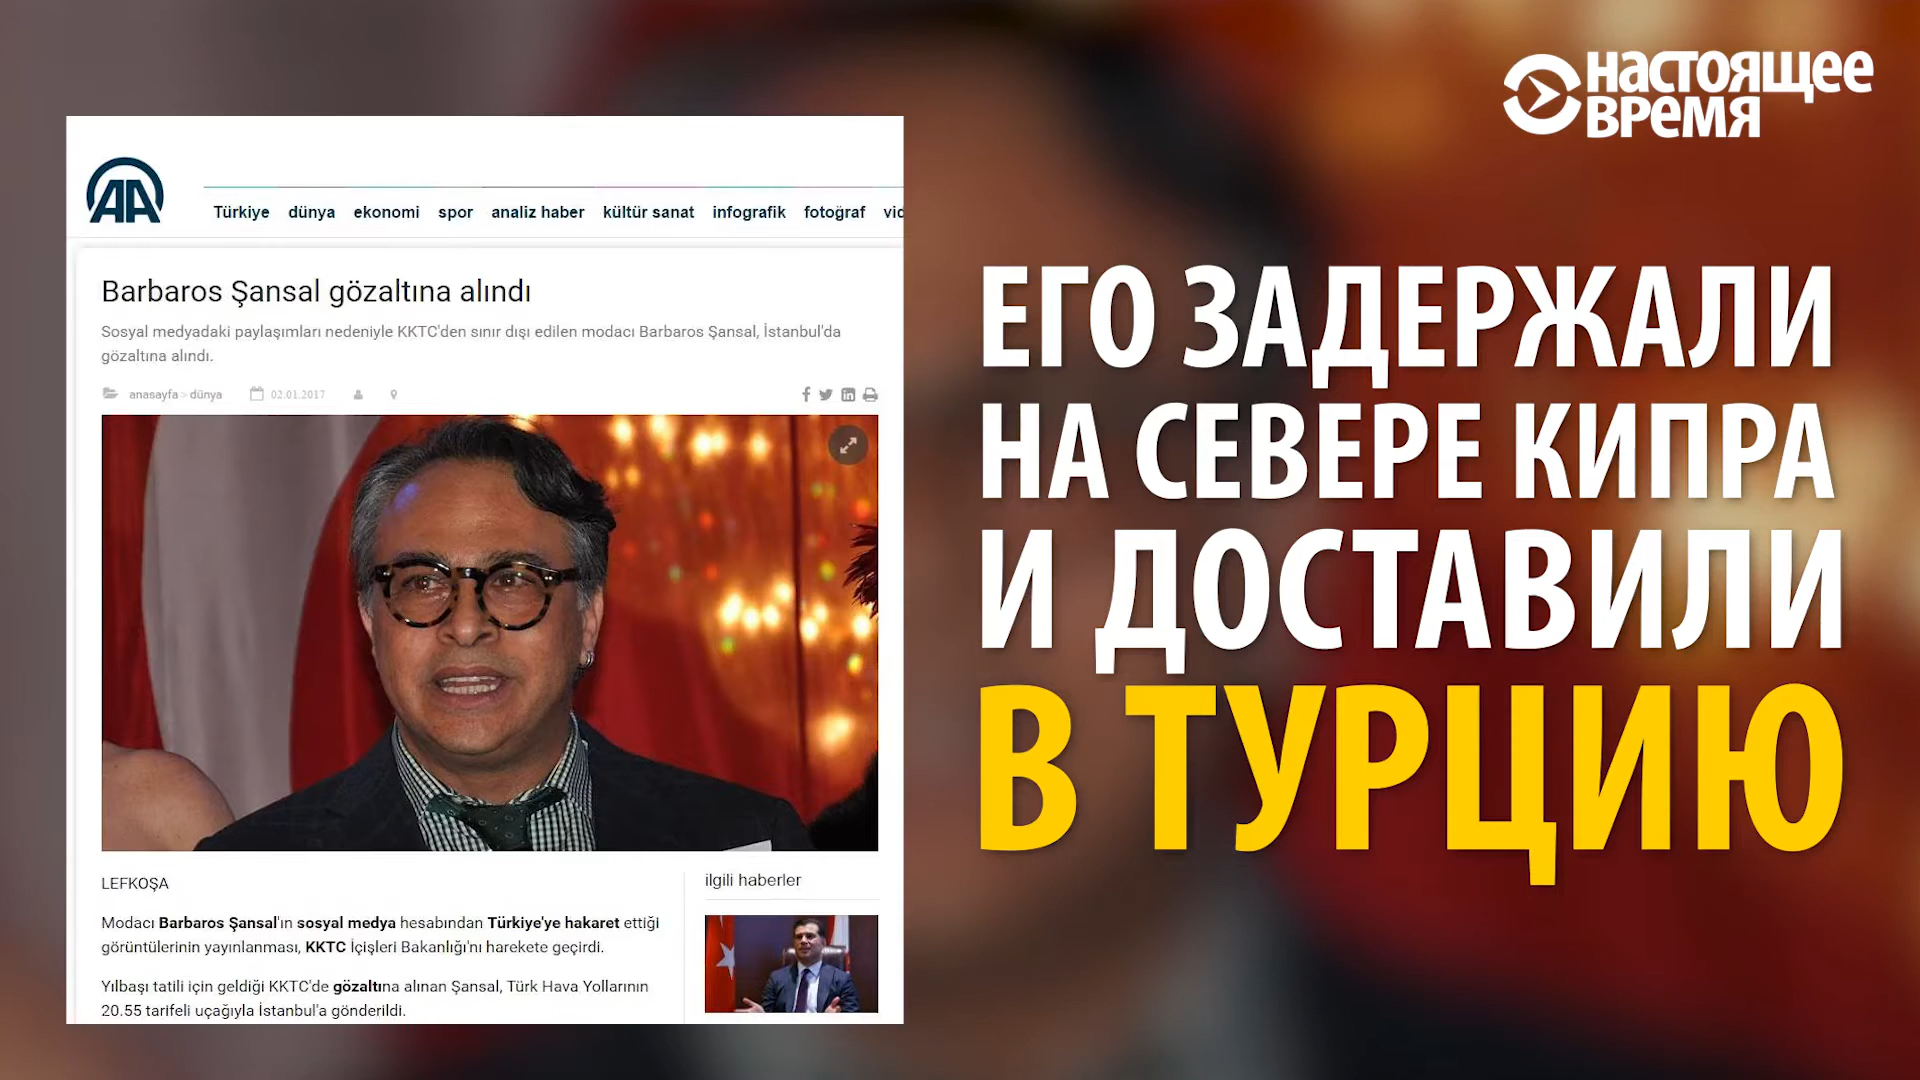 НАСТОЯЩЕЕ
ВРЕМЯ
AA
Türkiye dünya ekonomi spor analiz haber kültür sanat infografik fotoğraf
Barbaros Şansal gözaltına alındı
Sosyal medyadaki paylaşımları nedeniyle KKTC'den sınır dışı edilen modacı Barbaros Şansal, İstanbul'da
gözaltına alındı.
anasayfa > dünya 02.01.2017
LEFKOŞA
Modacı Barbaros Şansal'ın sosyal medya hesabından Türkiye'ye hakaret ettiği
görüntülerinin yayınlanması, KKTC İçişleri Bakanlığı'nı harekete geçirdi.
Yılbaşı tatili için geldiği KKTC'de gözaltına alınan Şansal, Türk Hava Yollarının
20.55 tarifeli uçağıyla İstanbul'a gönderildi.
ilgili haberler
ЕГО ЗАДЕРЖАЛИ
НА СЕВЕРЕ КИПРА
И ДОСТАВИЛИ
В ТУРЦИЮ